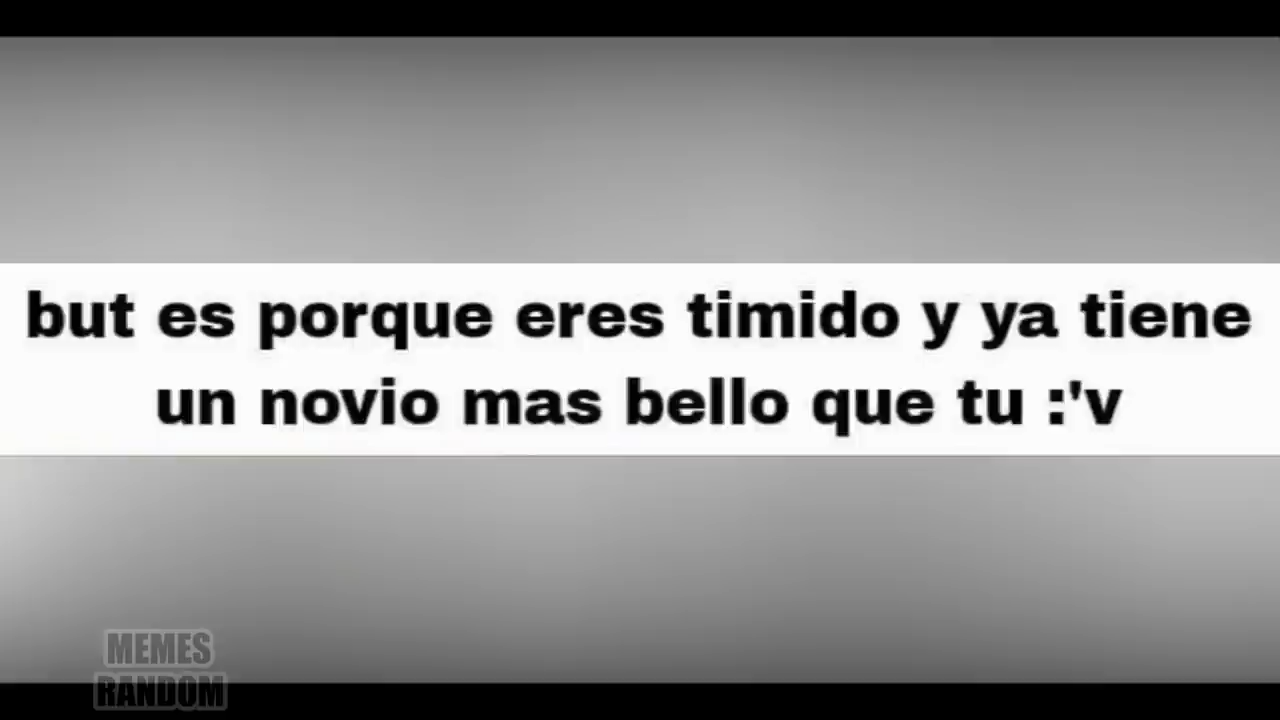 but es porque eres timido y ya tiene
un novio mas bello que tu :'v
MEMES
RANDOM